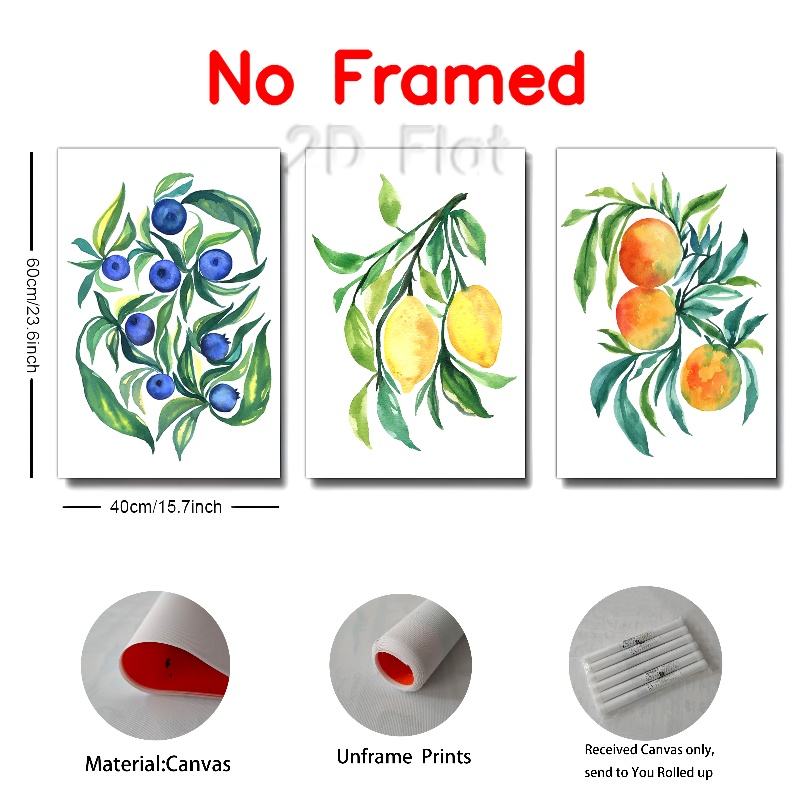 No Framed
2D Flat
60cm/23.6inch
40cm/15.7inch
Material:Canvas
Unframe Prints
Received Canvas only,
send to You Rolled up